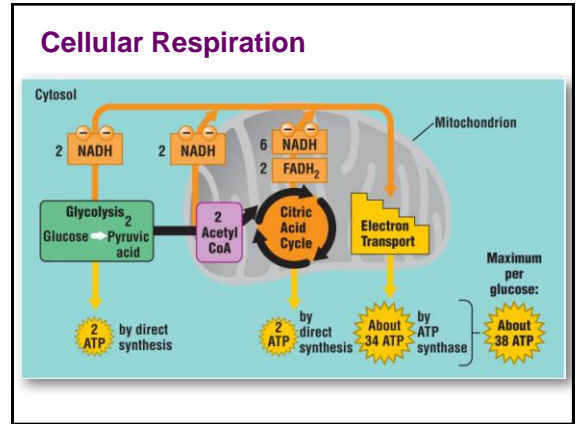 Cellular Respiration
Cytosol
Mitochondrion
2 NADH
2 NADH
6 NADH
2 FADH₂
Glycolysis
2
Glucose Pyruvic
acid
2
Acetyl
CoA
Citric
Acid
Cycle
Electron
Transport
Maximum
per
glucose:
2
ATP
by direct
synthesis
2
ATP
by
direct
synthesis
About
34 ATP
by
ATP
synthase
About
38 ATP